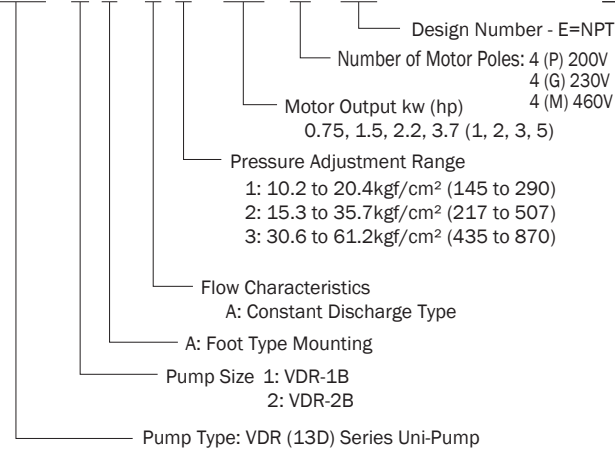 Design Number - E=NPT
Number of Motor Poles: 4 (P) 200V
4 (G) 230V
4 (M) 460V
Motor Output kw (hp)
0.75, 1.5, 2.2, 3.7 (1, 2, 3, 5)
Pressure Adjustment Range
1: 10.2 to 20.4kgf/cm² (145 to 290)
2: 15.3 to 35.7kgf/cm² (217 to 507)
3: 30.6 to 61.2kgf/cm² (435 to 870)
Flow Characteristics
A: Constant Discharge Type
A: Foot Type Mounting
Pump Size 1: VDR-1B
2: VDR-2B
Pump Type: VDR (13D) Series Uni-Pump